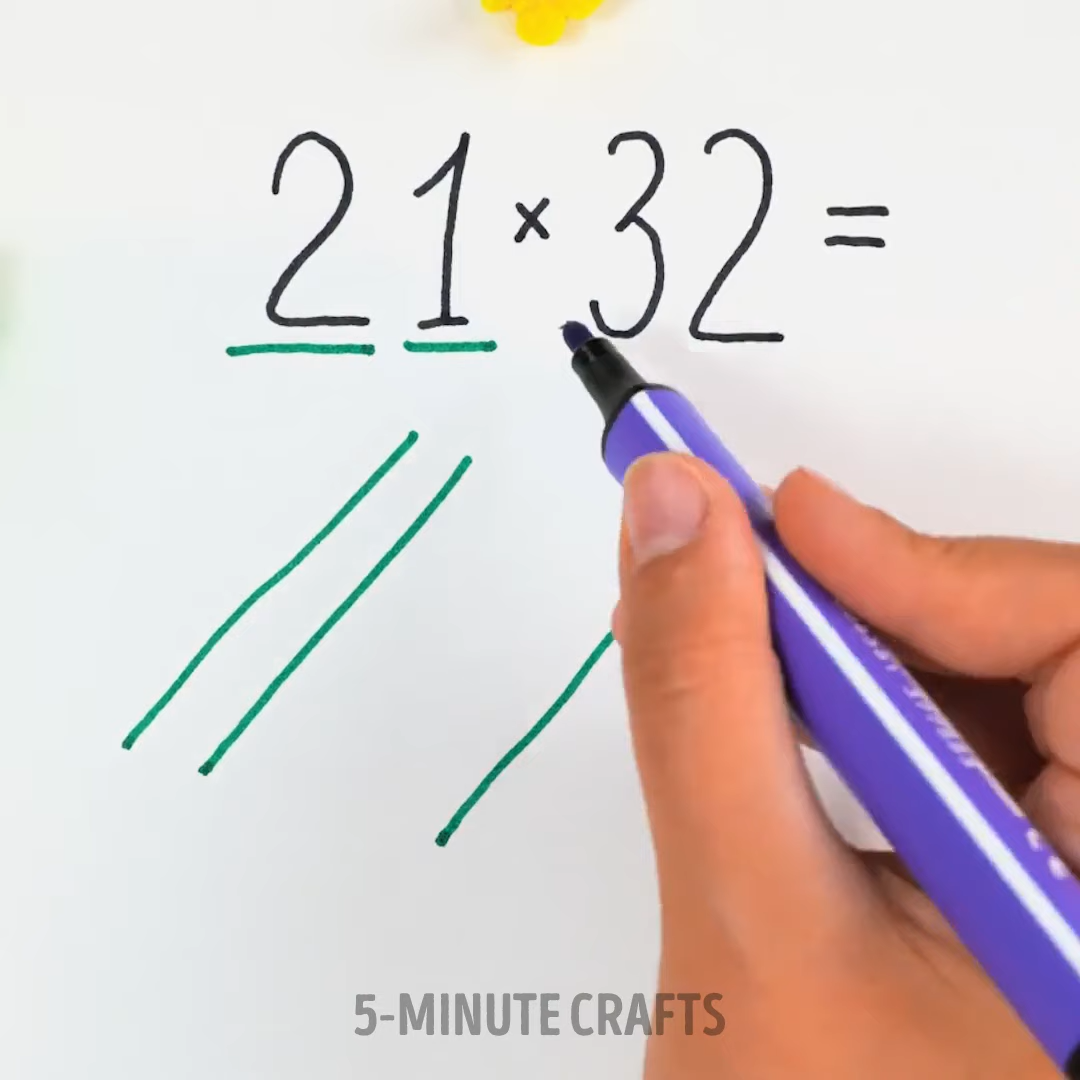 21 × 32 =
5-MINUTE CRAFTS